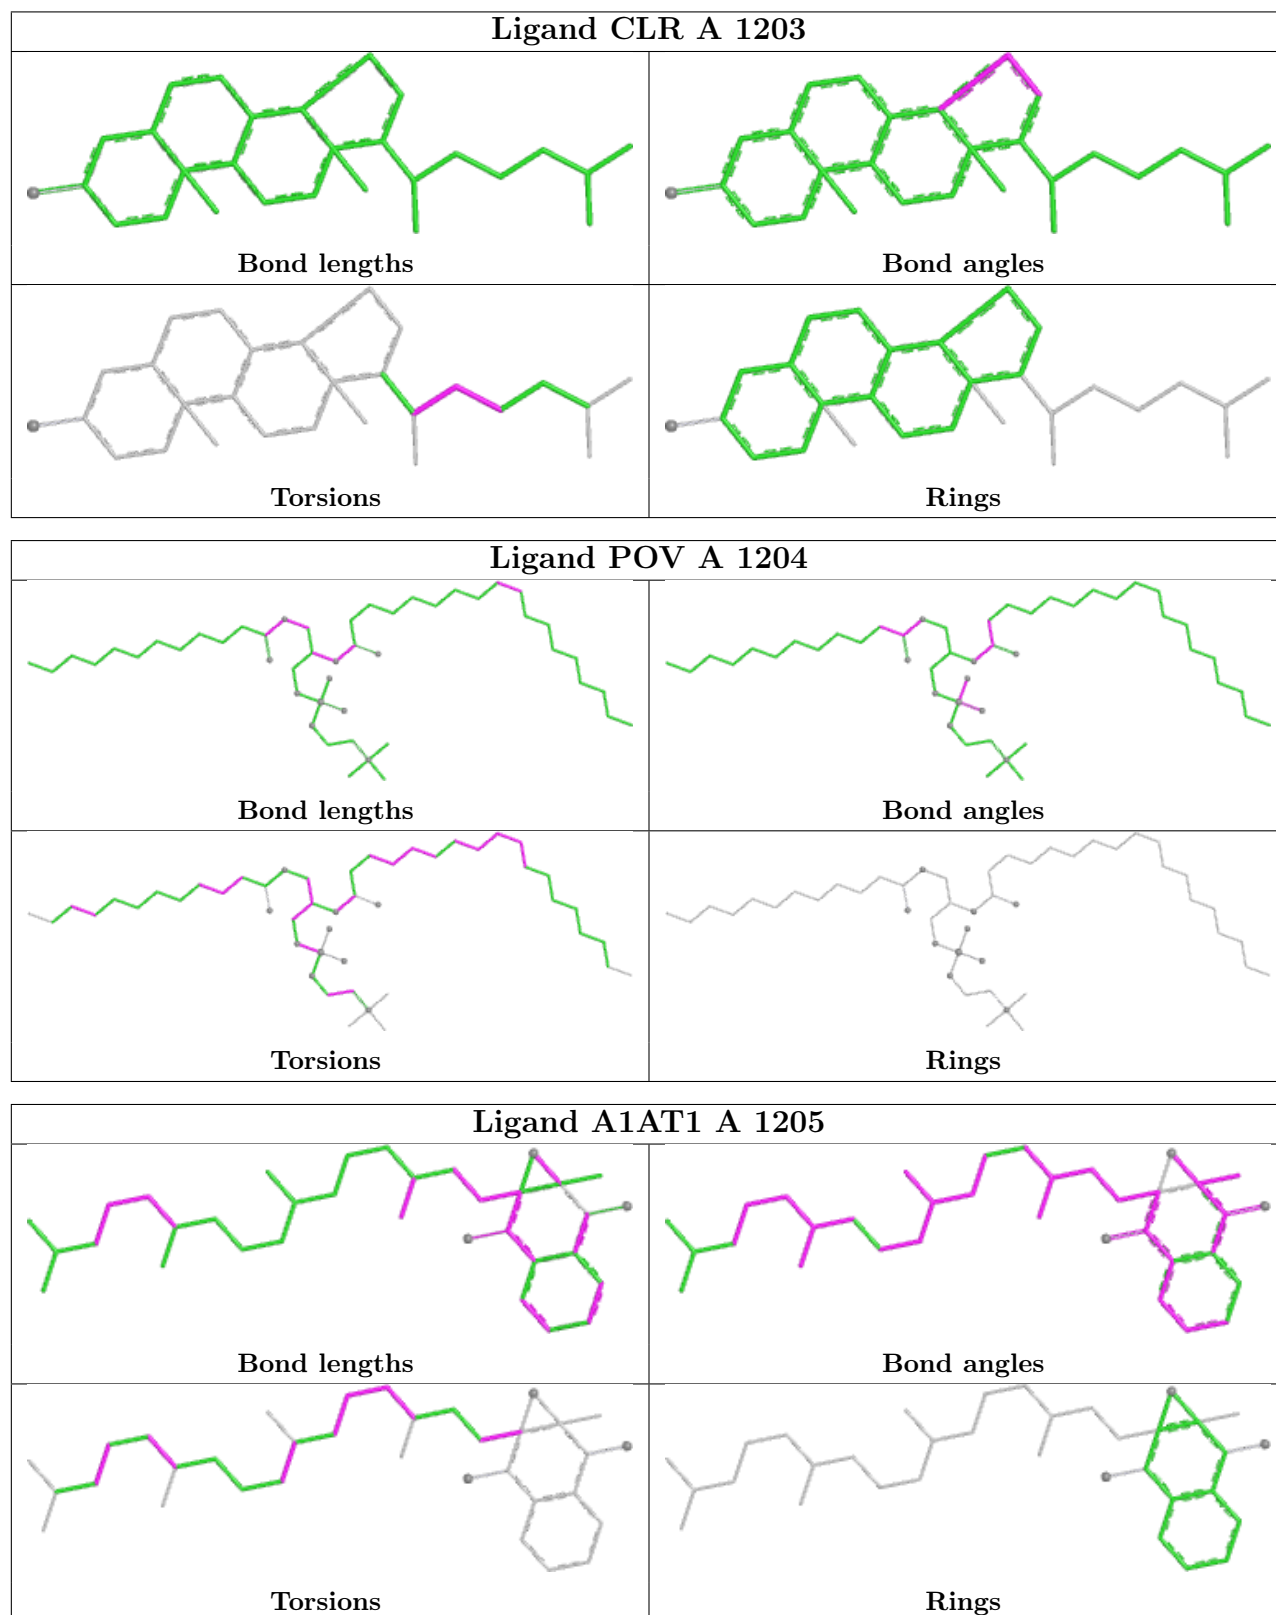 Ligand CLR A 1203
Bond lengths
Bond angles
Torsions
Rings
Ligand POV A 1204
Bond lengths
Bond angles
Torsions
Rings
Ligand A1AT1 A 1205
Bond lengths
Bond angles
Torsions
Rings